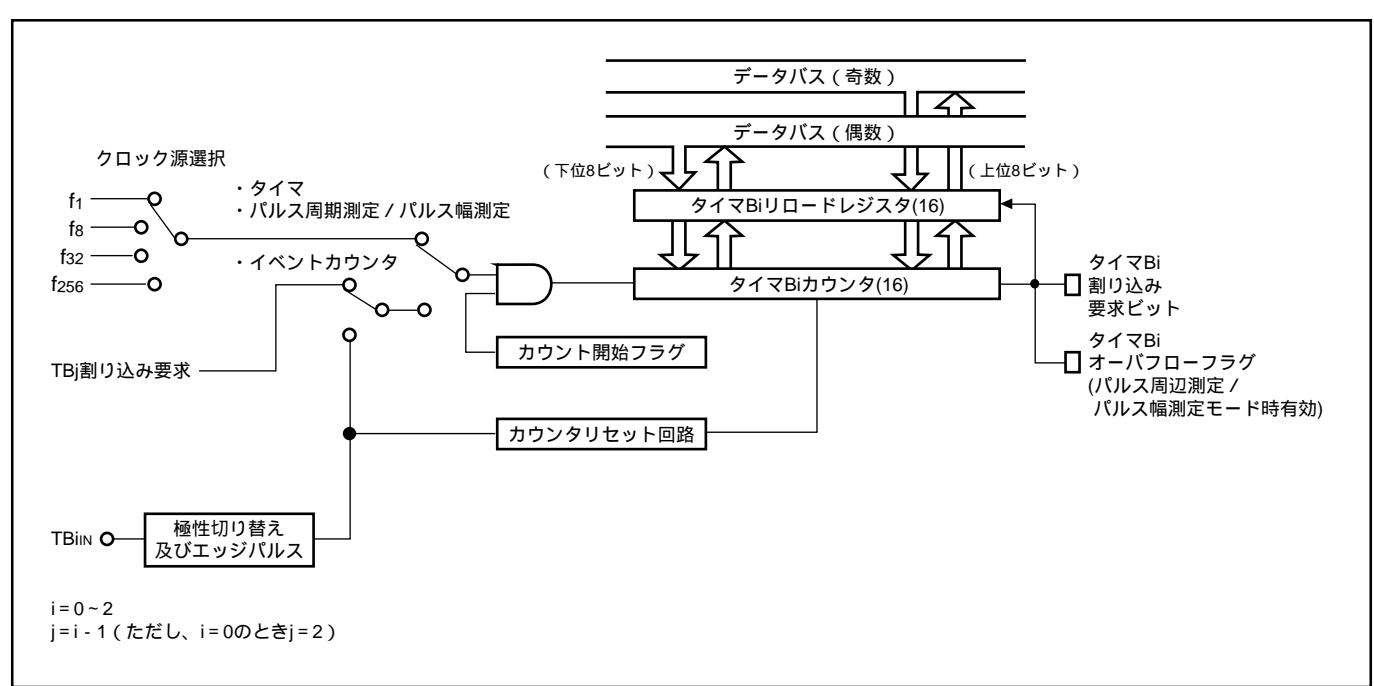 データバス ( 奇数 )
データバス ( 偶数 )
( 下位8ビット )
( 上位8ビット )
クロック源選択
f1
f8
f32
f256
・タイマ
・パルス周期測定 / パルス幅測定
・イベントカウンタ
タイマBiリロードレジスタ(16)
タイマBiカウンタ(16)
タイマBi
割り込み
要求ビット
カウント開始フラグ
タイマBi
オーバフローフラグ
(パルス周辺測定 /
パルス幅測定モード時有効)
TBj割り込み要求
カウンタリセット回路
TBiIN
極性切り替え
及びエッジパルス
i = 0 ~ 2
j = i - 1 ( ただし、i = 0のときj = 2 )